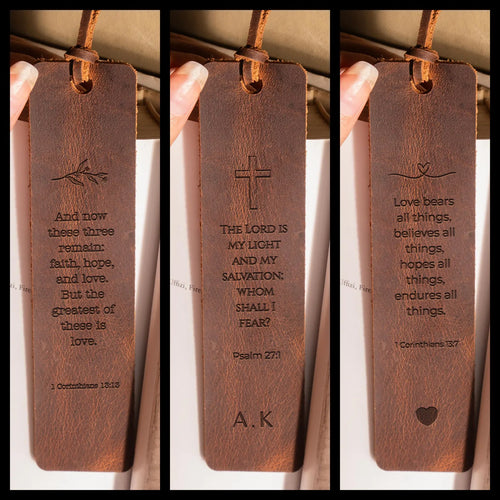 And now
these three
remain:
faith, hope,
and love.
But the
greatest of
these is
love.
1 Corinthians 13:13
The Lord is
my light
and my
salvation;
whom
shall I
fear?
Psalm 27:1
A.K
Love bears
all things,
believes all
things,
hopes all
things,
endures all
things.
1 Corinthians 13:7